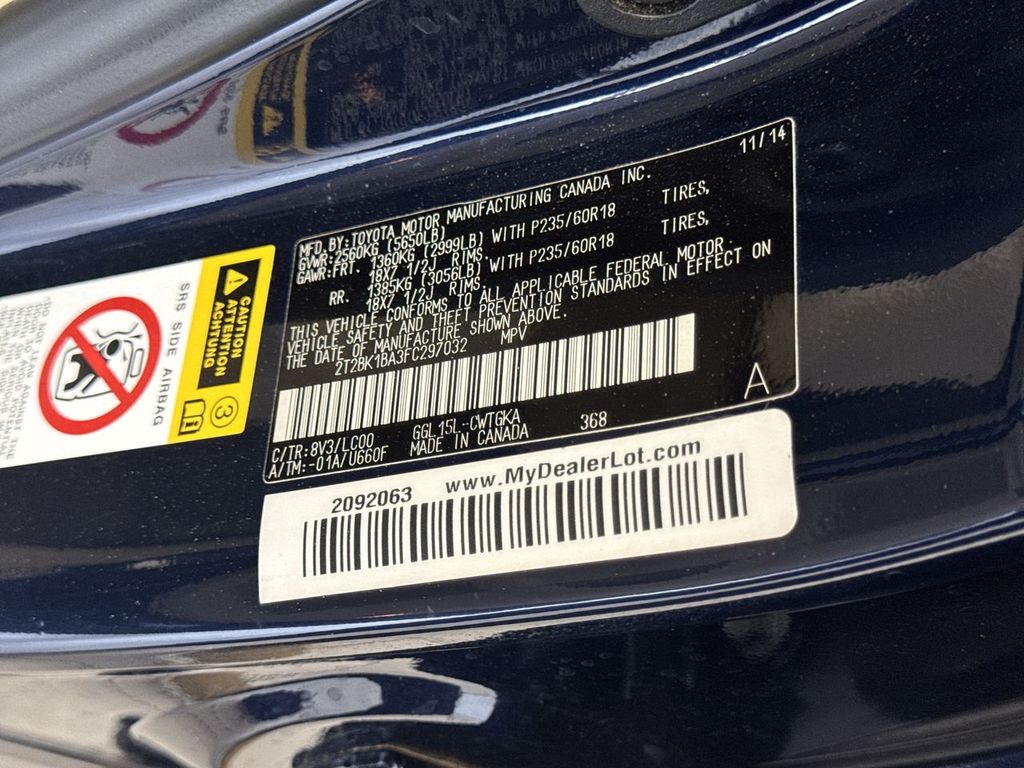 MFD.BY:TOYOTA MOTOR MANUFACTURING CANADA INC. 11/14
GVWR:2560KG (5650LB)
GAWR:FRT. 1360KG (2999LB) WITH P235/60R18 TIRES,
18X7 1/2J RIMS.
RR. 1385KG (3056LB) WITH P235/60R18 TIRES,
18X7 1/2J RIMS.
THIS VEHICLE CONFORMS TO ALL APPLICABLE FEDERAL MOTOR
VEHICLE SAFETY AND THEFT PREVENTION STANDARDS IN EFFECT ON
THE DATE OF MANUFACTURE SHOWN ABOVE.
2T2BK1BA3FC297032 MPV
A
C/TR:8V3/LC00 GGL15L-CWTGKA 368
A/TM:-01A/U660F MADE IN CANADA
2092063 www.MyDealerLot.com
CAUTION
ATTENTION
ACHTUNG
3
SRS SIDE AIRBAG